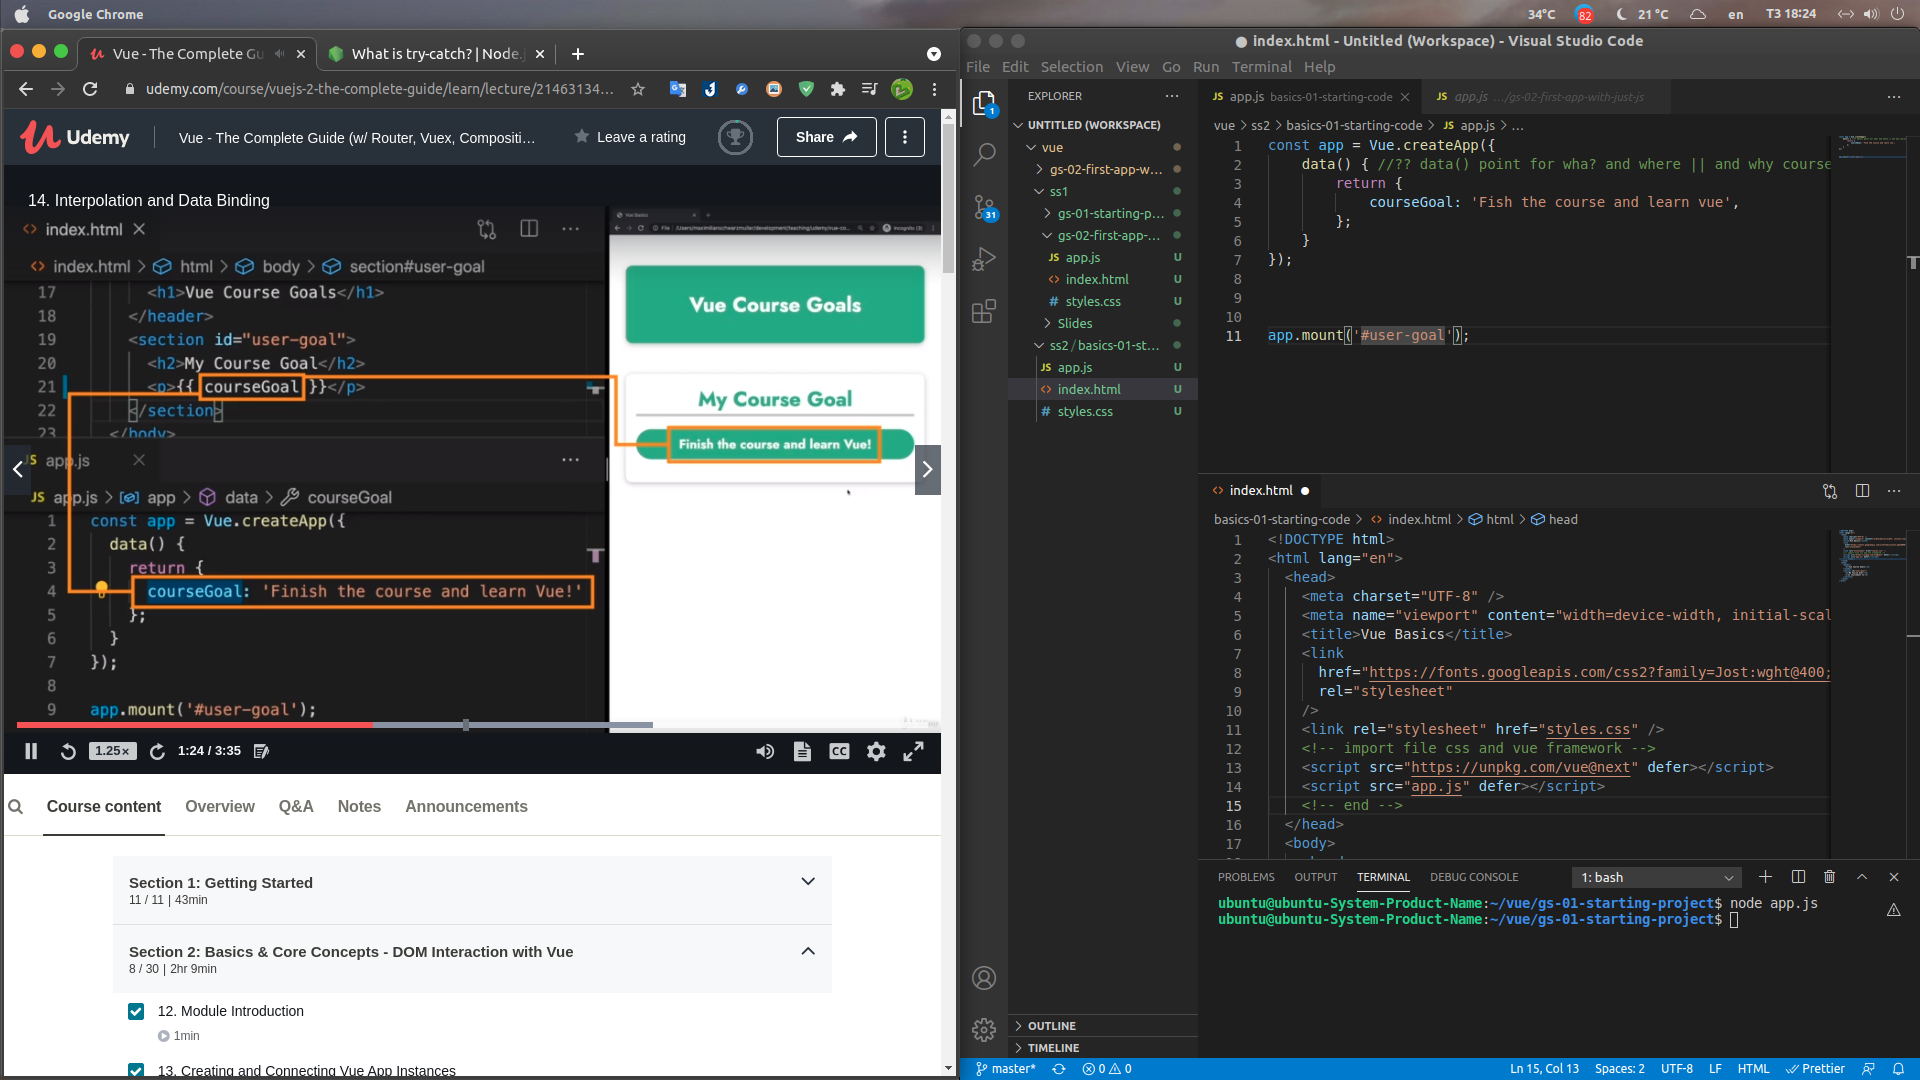 Google Chrome
34°C
82
21 °C
en
T3 18:24
Vue - The Complete Gu
What is try-catch? | Node.j
udemy.com/course/vuejs-2-the-complete-guide/learn/lecture/21463134...
Udemy
Vue - The Complete Guide (w/ Router, Vuex, Compositi...
Leave a rating
Share
14. Interpolation and Data Binding
index.html
index.html > html > body > section#user-goal
17 <h1>Vue Course Goals</h1>
18 </header>
19 <section id="user-goal">
20 <h2>My Course Goal</h2>
21 <p>{{ courseGoal }}</p>
22 </section>
23 </body>
app.js
JS app.js > app > data > courseGoal
1 const app = Vue.createApp({
2 data() {
3 return {
4 courseGoal: 'Finish the course and learn Vue!'
5 };
6 }
7 });
8
9 app.mount('#user-goal');
Vue Basics
Vue Course Goals
My Course Goal
Finish the course and learn Vue!
1.25×
1:24 / 3:35
CC
Course content
Overview
Q&A
Notes
Announcements
Section 1: Getting Started
11 / 11 | 43min
Section 2: Basics & Core Concepts - DOM Interaction with Vue
8 / 30 | 2hr 9min
12. Module Introduction
1min
13. Creating and Connecting Vue App Instances
index.html - Untitled (Workspace) - Visual Studio Code
File Edit Selection View Go Run Terminal Help
1
31
EXPLORER
UNTITLED (WORKSPACE)
vue
gs-02-first-app-w...
ss1
gs-01-starting-p...
gs-02-first-app-...
JS app.js U
index.html U
# styles.css U
Slides
ss2 / basics-01-st...
JS app.js U
index.html U
# styles.css U
OUTLINE
TIMELINE
JS app.js basics-01-starting-code
JS app.js .../gs-02-first-app-with-just-js
vue > ss2 > basics-01-starting-code > JS app.js > ...
1 const app = Vue.createApp({
2 data() { //?? data() point for wha? and where || and why course
3 return {
4 courseGoal: 'Fish the course and learn vue',
5 };
6 }
7 });
8
9
10
11 app.mount('#user-goal');
index.html
basics-01-starting-code > index.html > html > head
1 <!DOCTYPE html>
2 <html lang="en">
3 <head>
4 <meta charset="UTF-8" />
5 <meta name="viewport" content="width=device-width, initial-scal
6 <title>Vue Basics</title>
7 <link
8 href="https://fonts.googleapis.com/css2?family=Jost:wght@400;
9 rel="stylesheet"
10 />
11 <link rel="stylesheet" href="styles.css" />
12 <!-- import file css and vue framework -->
13 <script src="https://unpkg.com/vue@next" defer></script>
14 <script src="app.js" defer></script>
15 <!-- end -->
16 </head>
17 <body>
PROBLEMS OUTPUT TERMINAL DEBUG CONSOLE
1: bash
ubuntu@ubuntu-System-Product-Name:~/vue/gs-01-starting-project$ node app.js
ubuntu@ubuntu-System-Product-Name:~/vue/gs-01-starting-project$
master*
0 0
Ln 15, Col 13 Spaces: 2 UTF-8 LF HTML Prettier